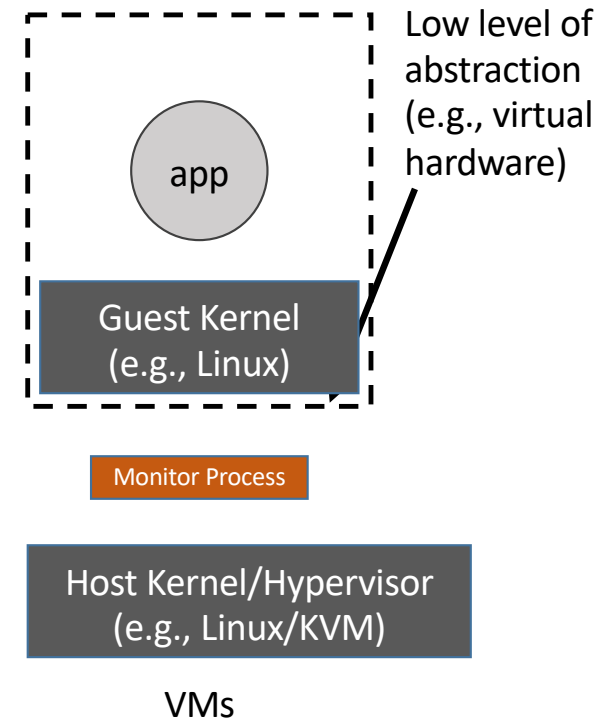 Low level of
abstraction
(e.g., virtual
hardware)
app
Guest Kernel
(e.g., Linux)
Monitor Process
Host Kernel/Hypervisor
(e.g., Linux/KVM)
VMs